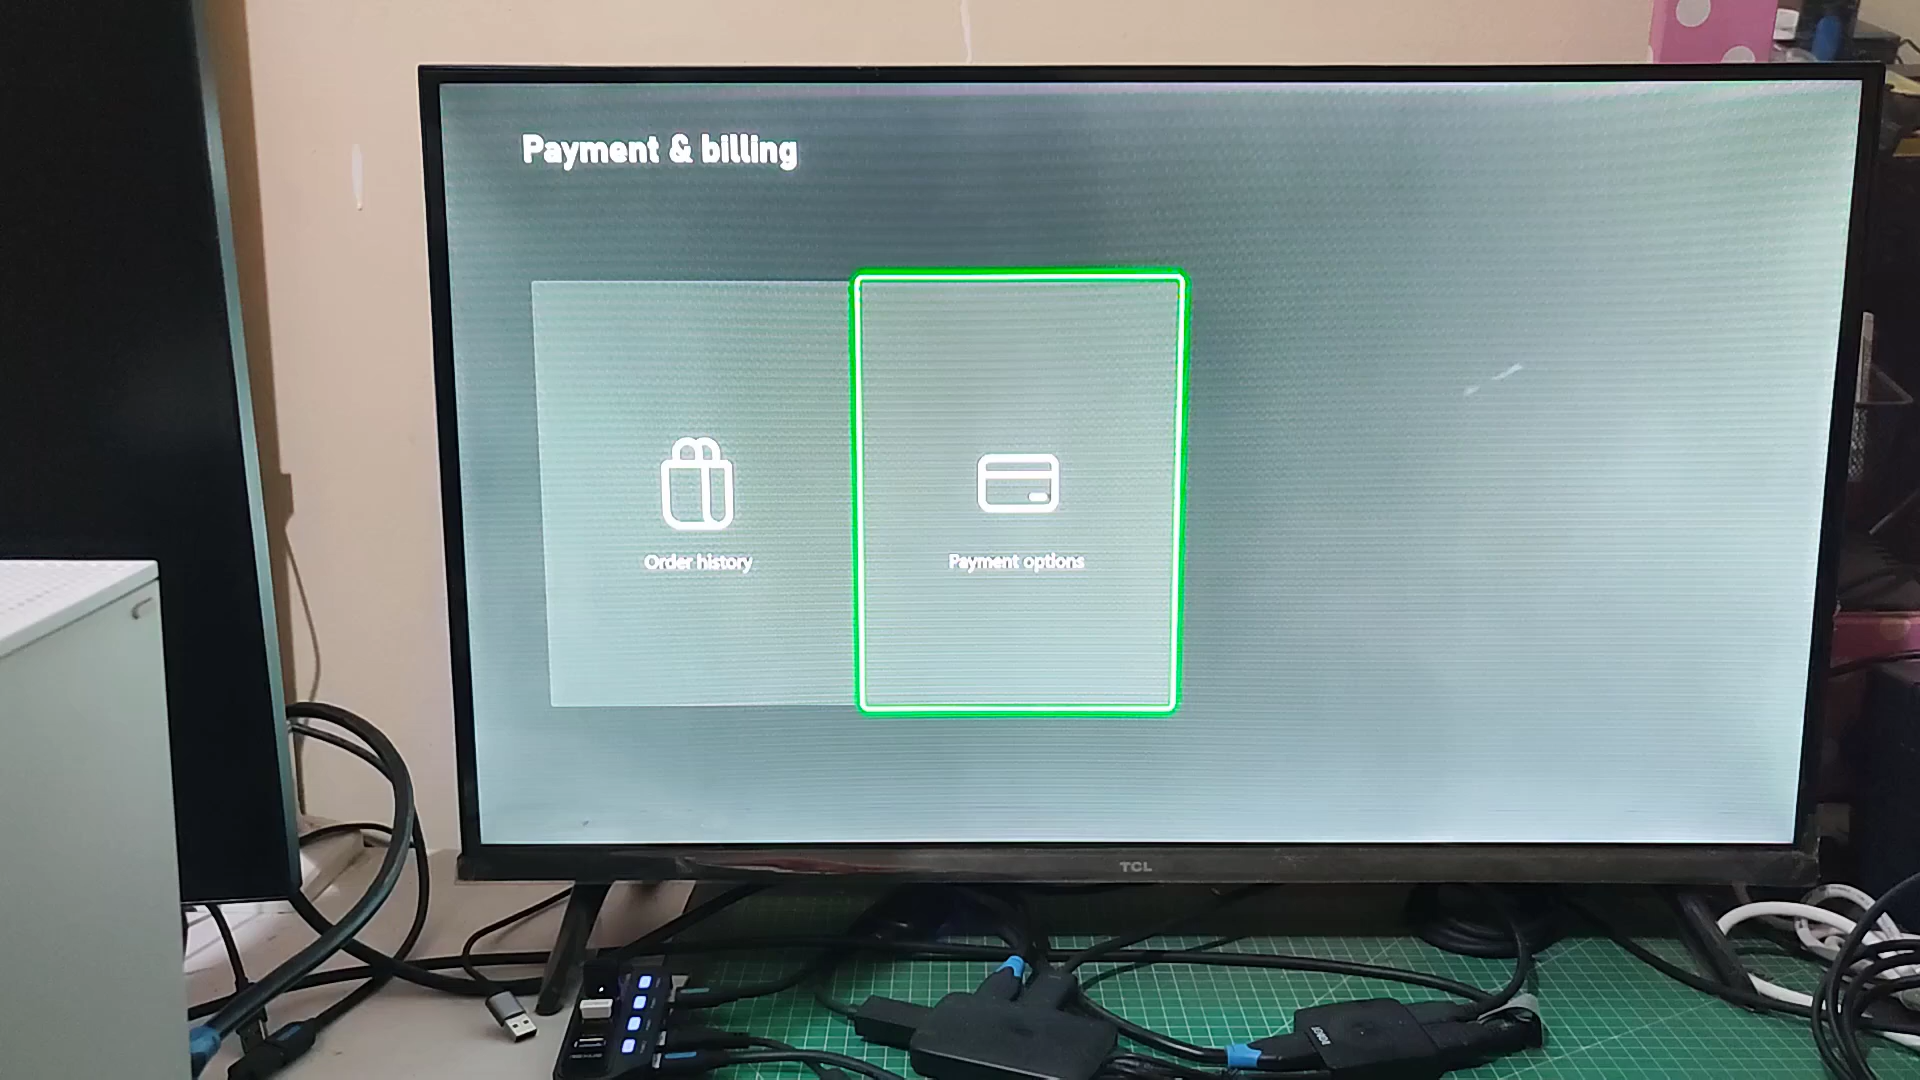 Payment & billing
Order history
Payment options
TCL